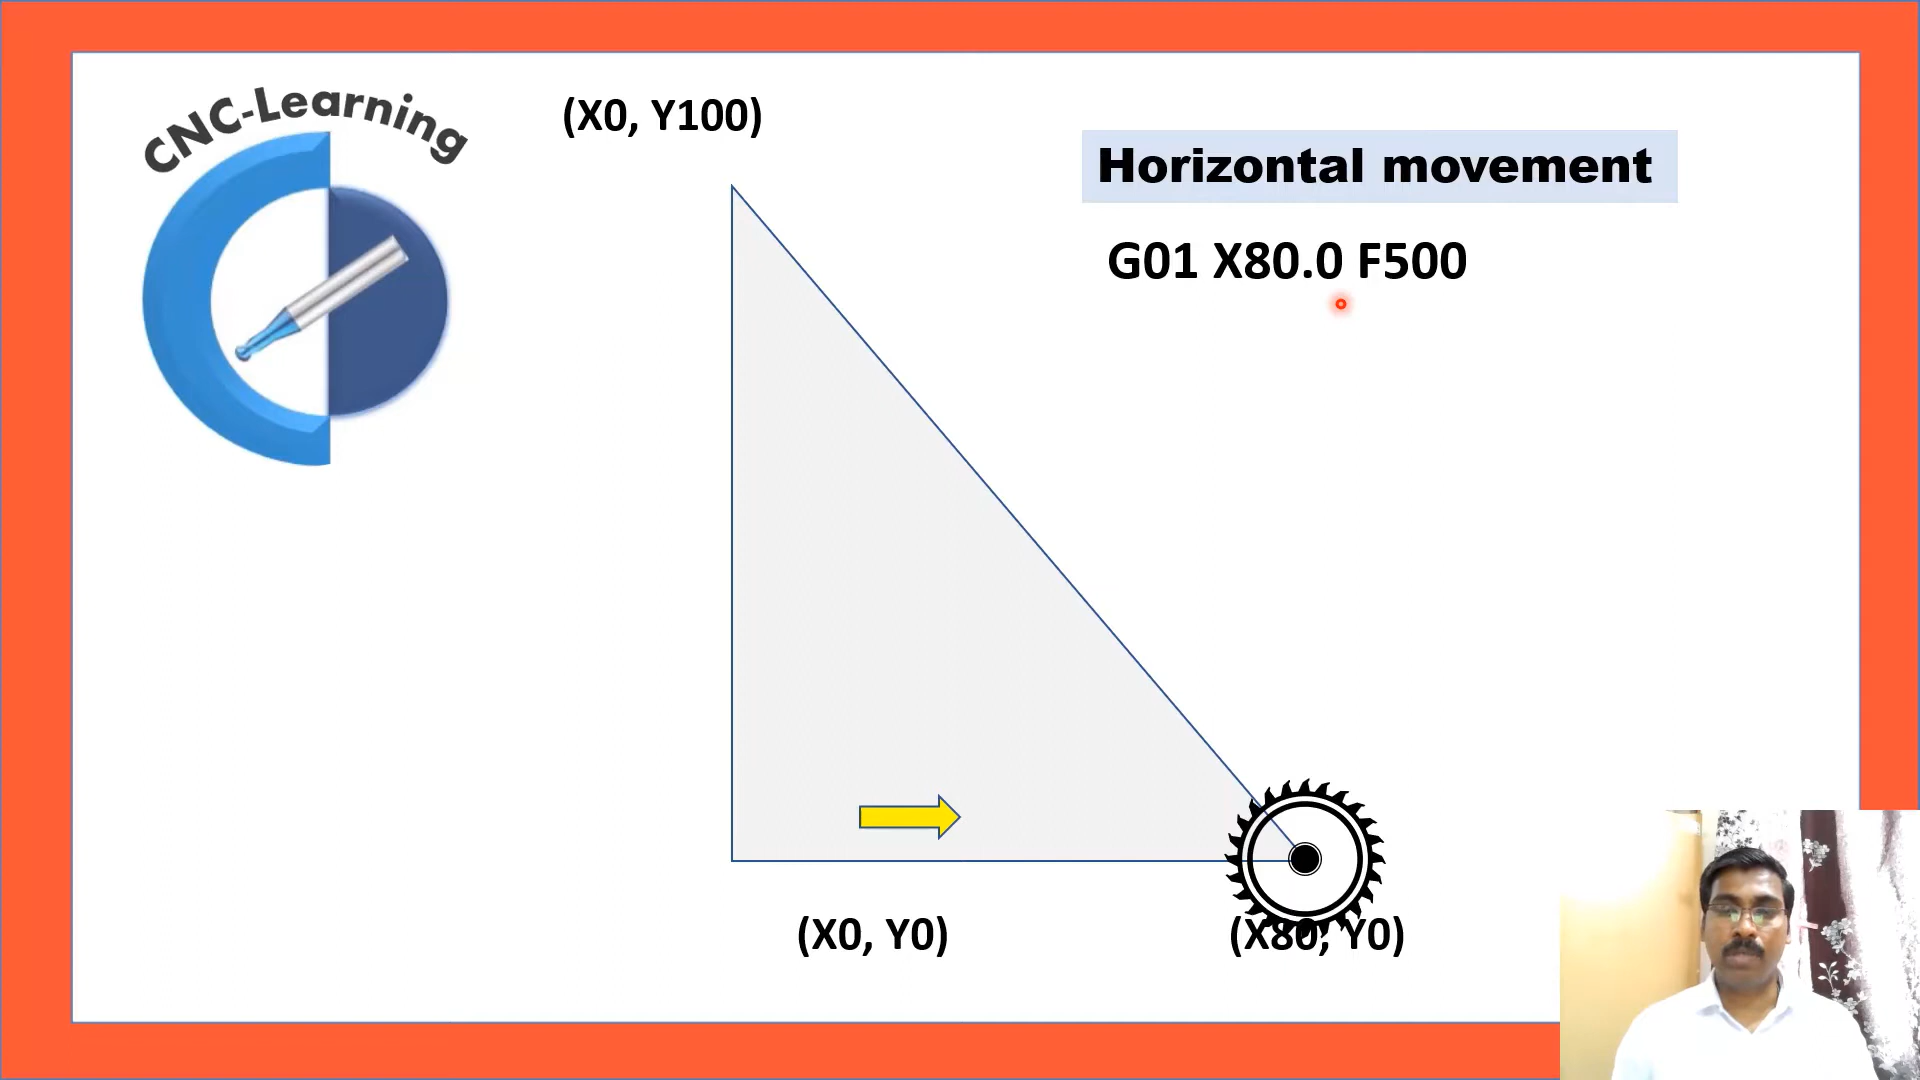 CNC-Learning
(X0, Y100)
Horizontal movement
G01 X80.0 F500
(X0, Y0)
(X80, Y0)